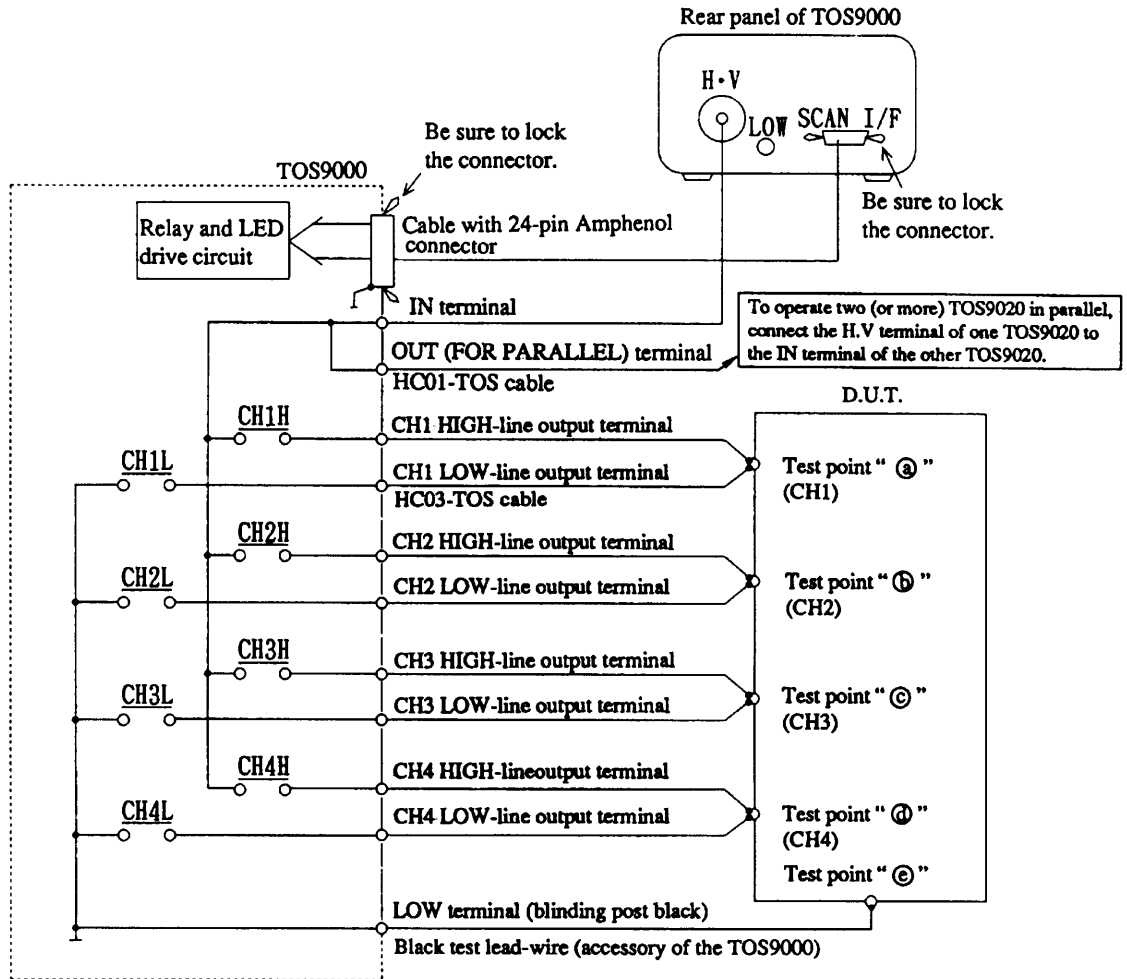 Rear panel of TOS9000
H·V
LOW
SCAN I/F
Be sure to lock
the connector.
Be sure to lock
the connector.
TOS9000
Relay and LED
drive circuit
Cable with 24-pin Amphenol
connector
IN terminal
OUT (FOR PARALLEL) terminal
HC01-TOS cable
To operate two (or more) TOS9020 in parallel,
connect the H.V terminal of one TOS9020 to
the IN terminal of the other TOS9020.
D.U.T.
CH1H
CH1 HIGH-line output terminal
CH1L
CH1 LOW-line output terminal
HC03-TOS cable
Test point “ ⓐ ”
(CH1)
CH2H
CH2 HIGH-line output terminal
CH2L
CH2 LOW-line output terminal
Test point “ ⓑ ”
(CH2)
CH3H
CH3 HIGH-line output terminal
CH3L
CH3 LOW-line output terminal
Test point “ ⓒ ”
(CH3)
CH4H
CH4 HIGH-lineoutput terminal
CH4L
CH4 LOW-line output terminal
Test point “ ⓓ ”
(CH4)
Test point “ ⓔ ”
LOW terminal (blinding post black)
Black test lead-wire (accessory of the TOS9000)